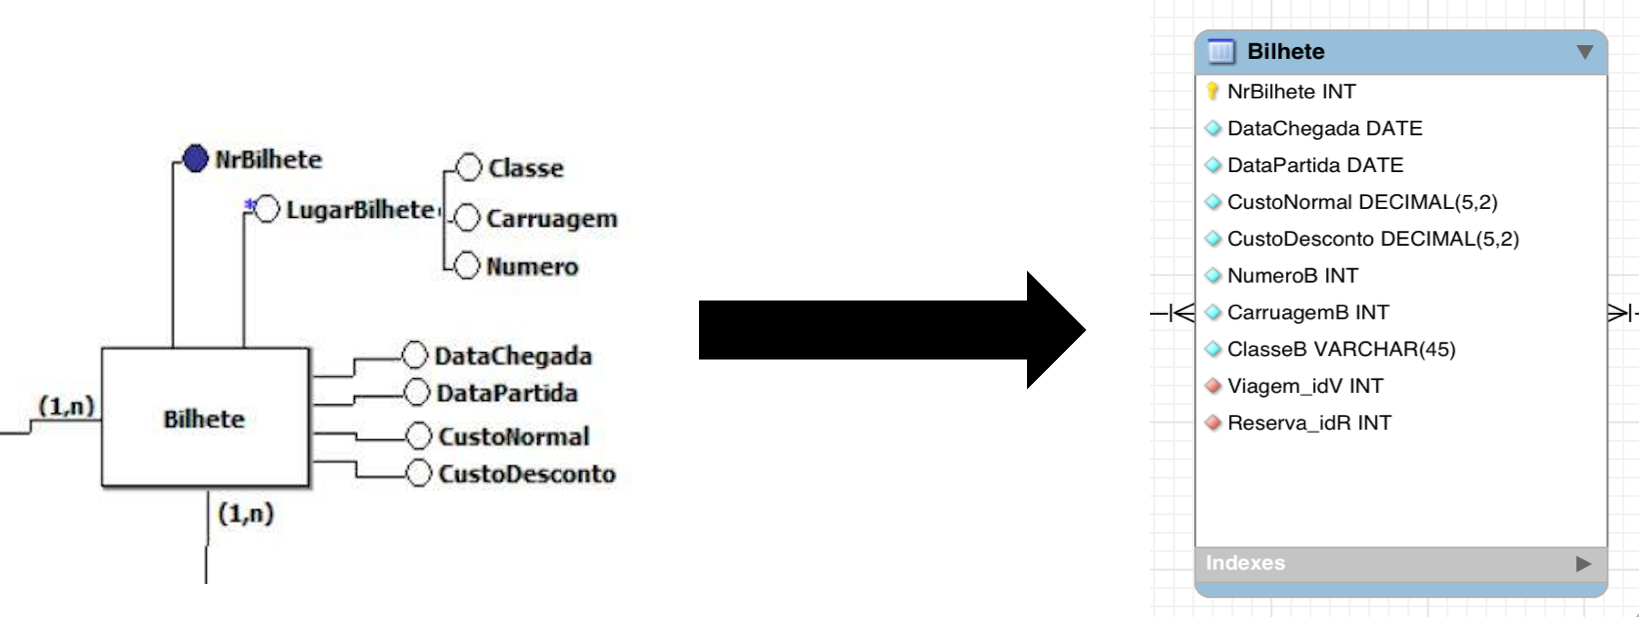 NrBilhete
*
LugarBilhete
Classe
Carruagem
Numero
DataChegada
DataPartida
CustoNormal
CustoDesconto
(1,n)
Bilhete
(1,n)
Bilhete
NrBilhete INT
DataChegada DATE
DataPartida DATE
CustoNormal DECIMAL(5,2)
CustoDesconto DECIMAL(5,2)
NumeroB INT
CarruagemB INT
ClasseB VARCHAR(45)
Viagem_idV INT
Reserva_idR INT
Indexes